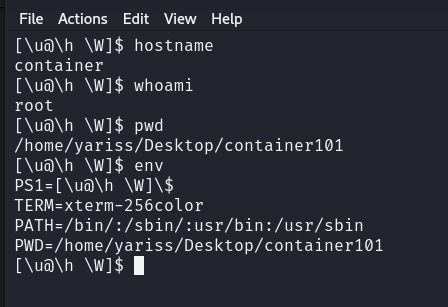 File Actions Edit View Help
[\u@\h \W]$ hostname
container
[\u@\h \W]$ whoami
root
[\u@\h \W]$ pwd
/home/yariss/Desktop/container101
[\u@\h \W]$ env
PS1=[\u@\h \W]\$
TERM=xterm-256color
PATH=/bin/:/sbin/:usr/bin:/usr/sbin
PWD=/home/yariss/Desktop/container101
[\u@\h \W]$